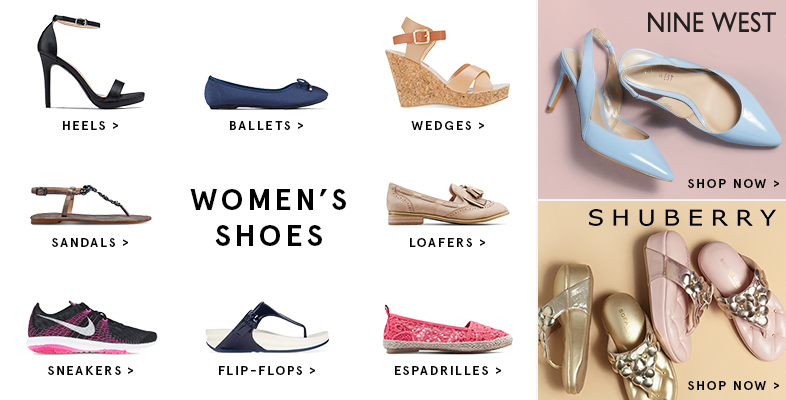 HEELS >
BALLETS >
WEDGES >
SANDALS >
WOMEN'S
SHOES
LOAFERS >
SNEAKERS >
FLIP-FLOPS >
ESPADRILLES >
NINE WEST
SHOP NOW >
SHUBERRY
SHOP NOW >